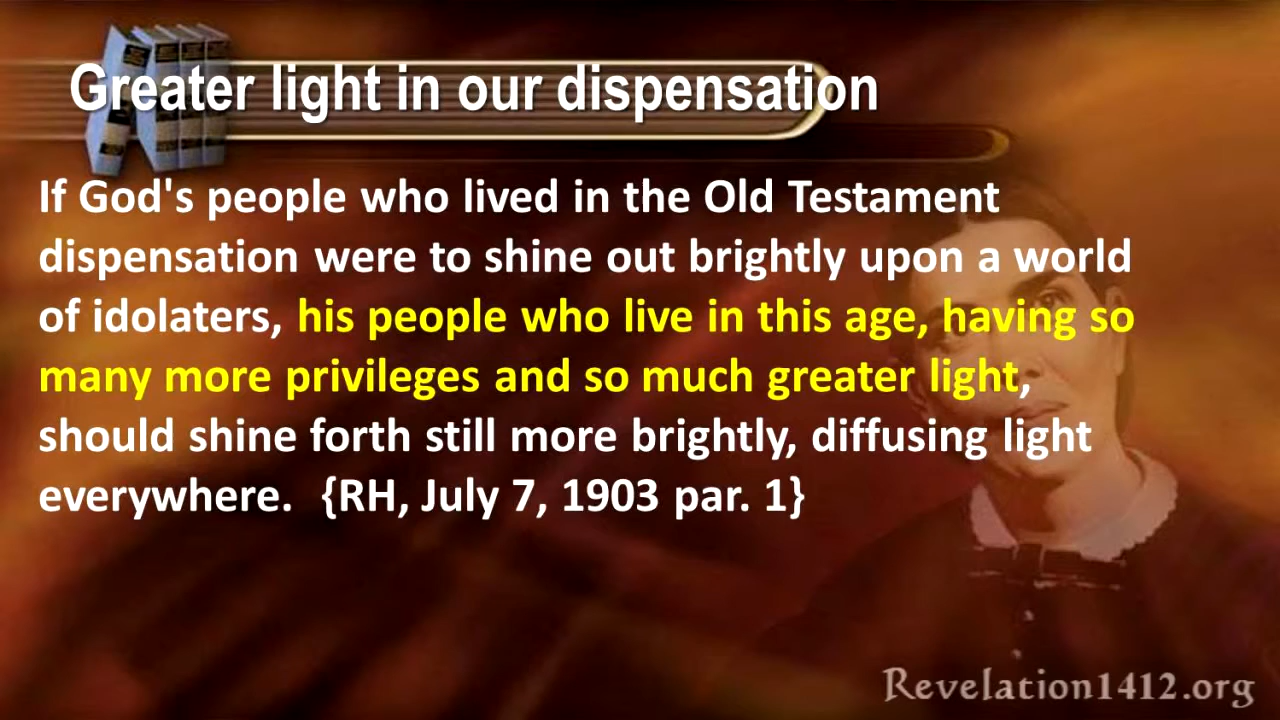 Greater light in our dispensation
If God's people who lived in the Old Testament
dispensation were to shine out brightly upon a world
of idolaters, his people who live in this age, having so
many more privileges and so much greater light,
should shine forth still more brightly, diffusing light
everywhere.  {RH, July 7, 1903 par. 1}
Revelation1412.org